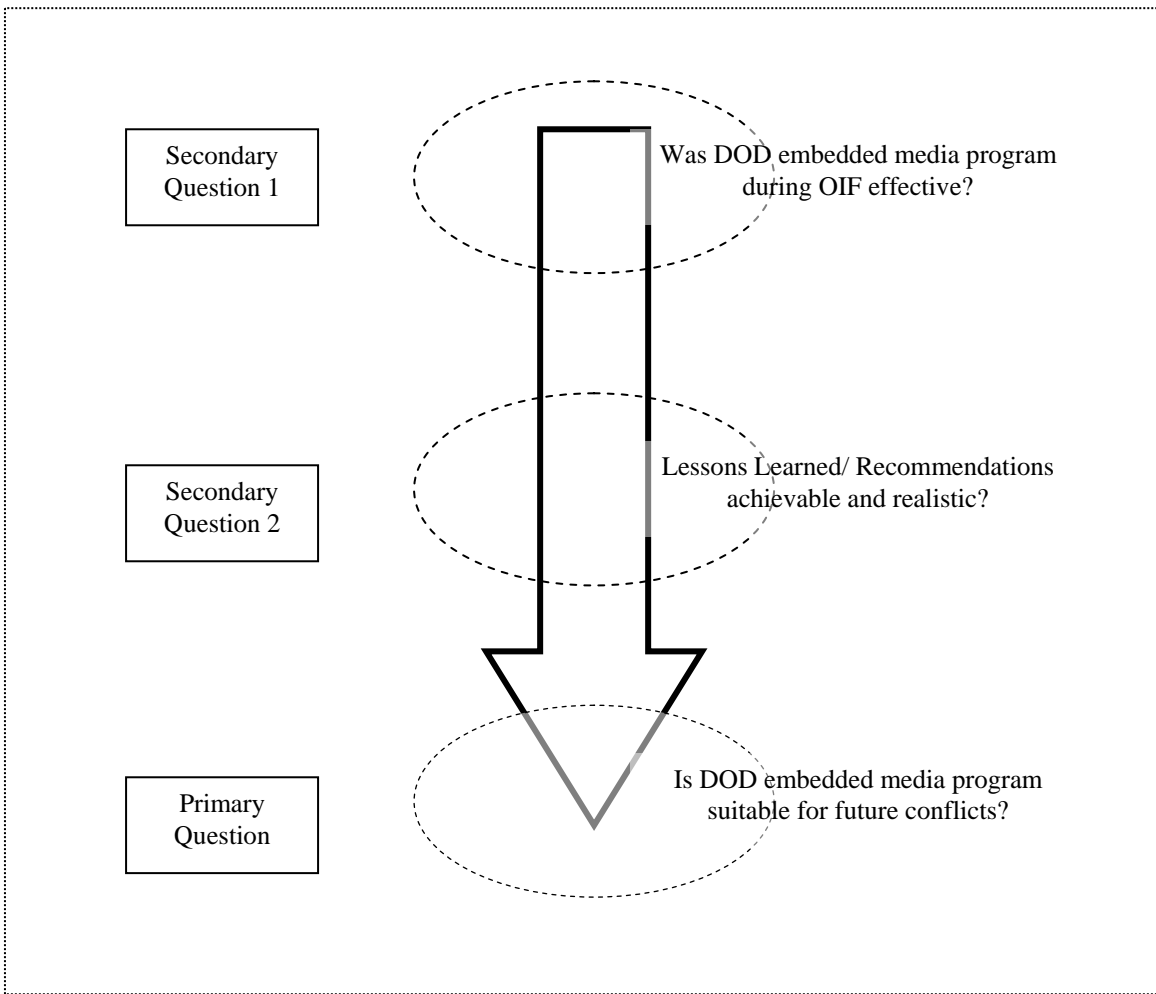 Secondary
Question 1
Was DOD embedded media program
during OIF effective?
Secondary
Question 2
Lessons Learned/ Recommendations
achievable and realistic?
Primary
Question
Is DOD embedded media program
suitable for future conflicts?